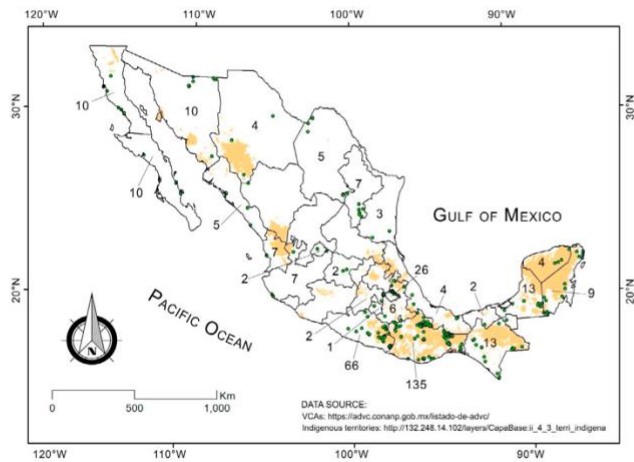 120°W
110°W
100°W
90°W
30°N
30°N
10
10
4
5
7
10
3
GULF OF MEXICO
5
7
4
26
2
7
2
4
2
13
9
20°N
20°N
PACIFIC OCEAN
6
2
13
1
66
135
N
Km
0
500
1,000
DATA SOURCE:
VCAs: https://advc.conanp.gob.mx/listado-de-advc/
Indigenous territories: http://132.248.14.102/layers/CapaBase:ii_4_3_terri_indigena
120°W
110°W
100°W
90°W